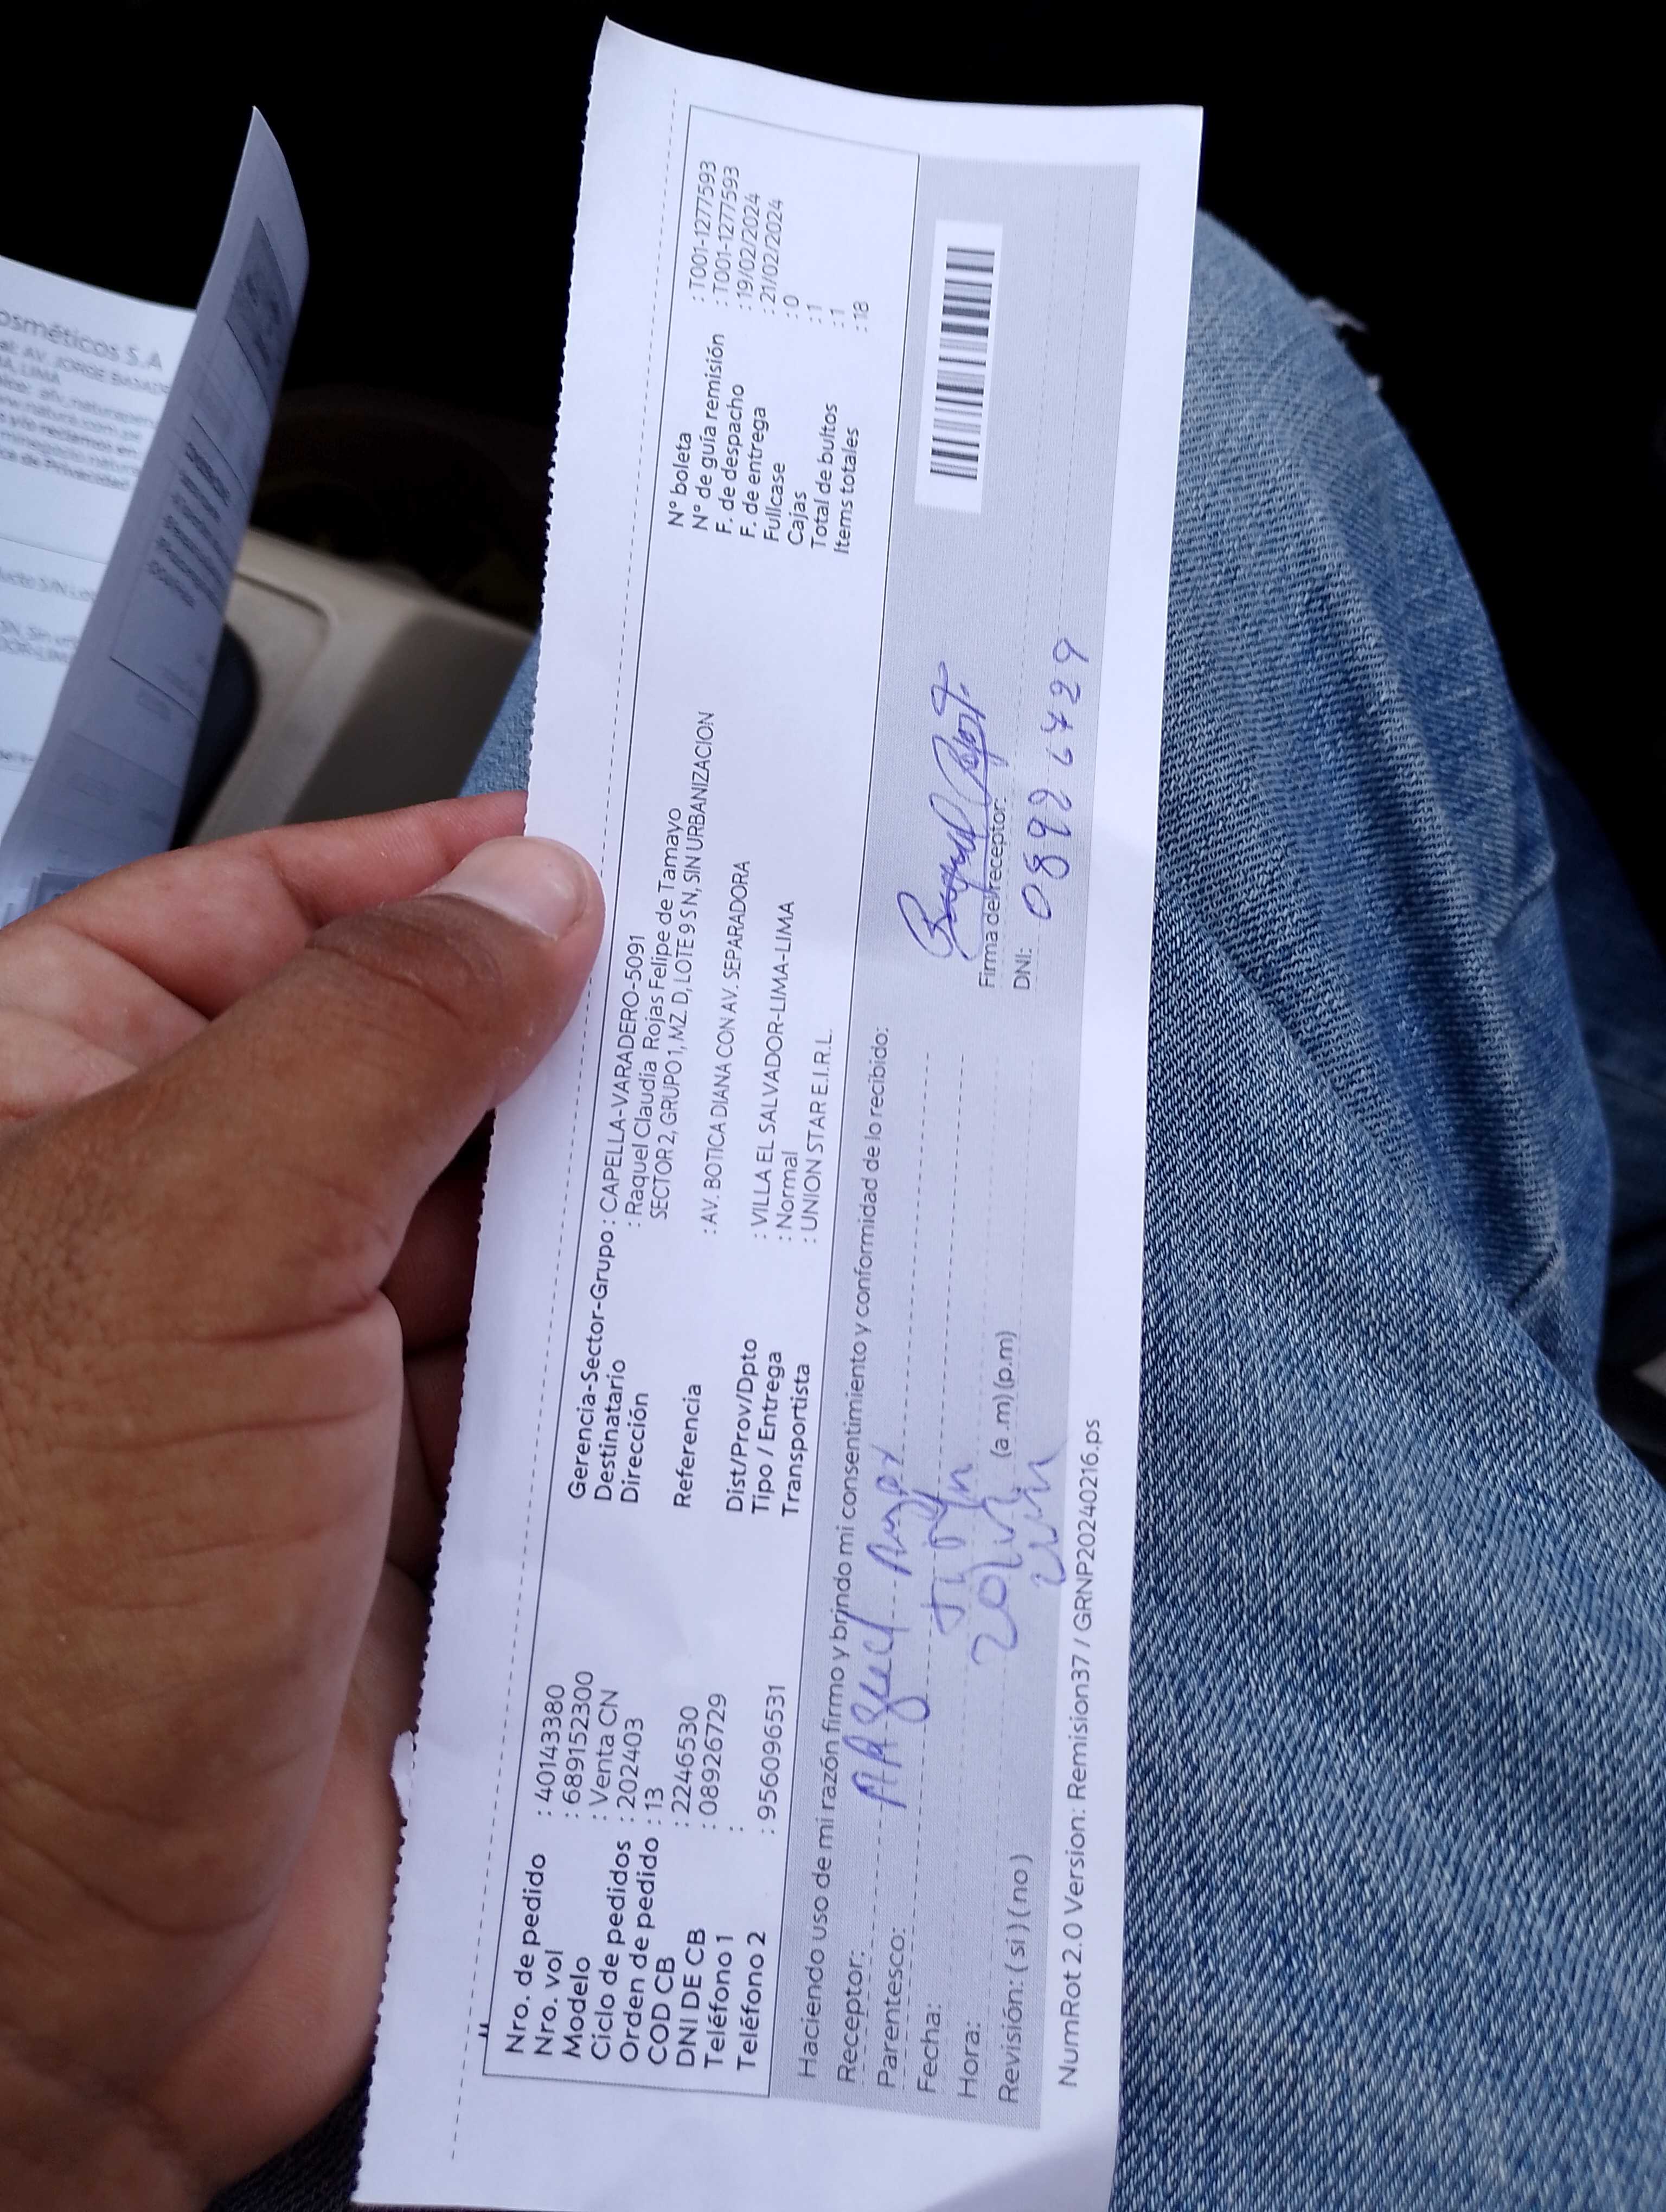 Nro. de pedido : 40143380
Nro. vol : 689152300
Modelo : Venta CN
Ciclo de pedidos : 202403
Orden de pedido : 13
COD CB : 2246530
DNI DE CB : 08926729
Teléfono 1 :
Teléfono 2 : 956096531
Gerencia-Sector-Grupo : CAPELLA-VARADERO-5091
Destinatario : Raquel Claudia Rojas Felipe de Tamayo
Dirección SECTOR 2, GRUPO 1, MZ. D, LOTE 9 S N, SIN URBANIZACION
Referencia : AV. BOTICA DIANA CON AV. SEPARADORA
Dist/Prov/Dpto : VILLA EL SALVADOR-LIMA-LIMA
Tipo / Entrega : Normal
Transportista : UNION STAR E.I.R.L.
N° boleta : T001-1277593
N° de guía remisión : T001-1277593
F. de despacho : 19/02/2024
F. de entrega : 21/02/2024
Fullcase : 0
Cajas : 1
Total de bultos : 1
Items totales : 18
Haciendo uso de mi razón firmo y brindo mi consentimiento y conformidad de lo recibido:
Receptor:
Parentesco:
Fecha:
Hora: (a.m) (p.m)
Revisión: ( si ) ( no )
Firma del receptor:
DNI:
NumRot 2.0 Version: Remision37 / GRNP20240216.ps
osméticos S.A
AV. JORGE BASADR
LIMA
de Privacidad